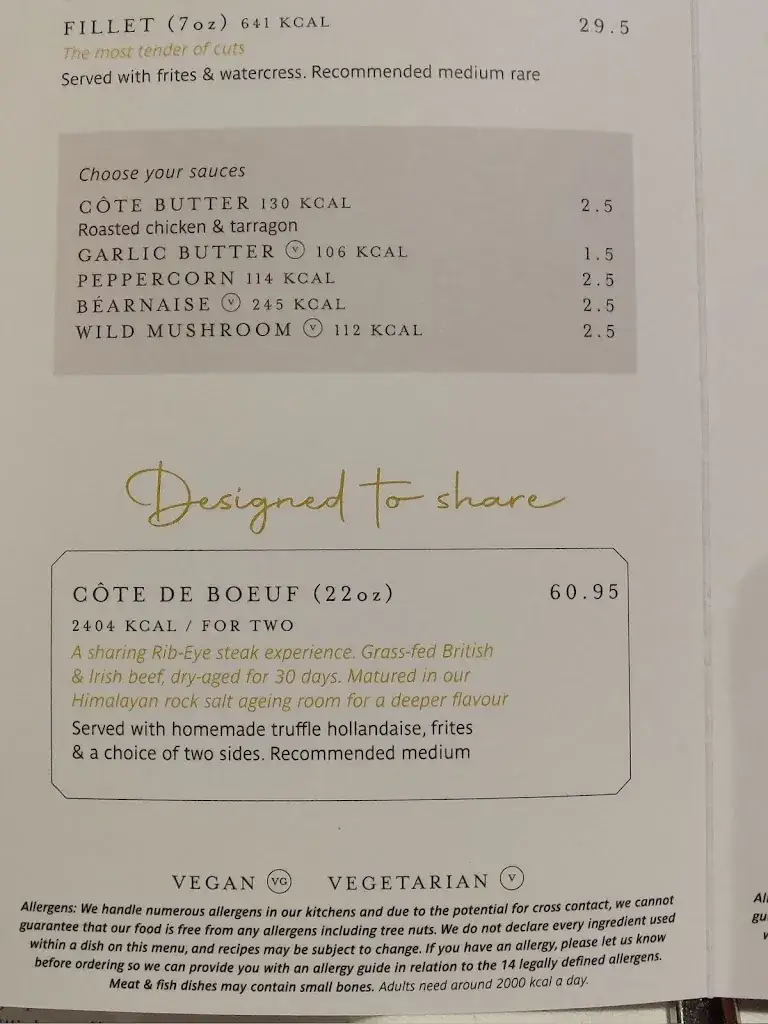 FILLET (7oz) 641 KCAL 29.5
The most tender of cuts
Served with frites & watercress. Recommended medium rare
Choose your sauces
CÔTE BUTTER 130 KCAL 2.5
Roasted chicken & tarragon
GARLIC BUTTER V 106 KCAL 1.5
PEPPERCORN 114 KCAL 2.5
BÉARNAISE V 245 KCAL 2.5
WILD MUSHROOM V 112 KCAL 2.5
Designed to share
CÔTE DE BOEUF (22oz) 60.95
2404 KCAL / FOR TWO
A sharing Rib-Eye steak experience. Grass-fed British
& Irish beef, dry-aged for 30 days. Matured in our
Himalayan rock salt ageing room for a deeper flavour
Served with homemade truffle hollandaise, frites
& a choice of two sides. Recommended medium
VEGAN VG VEGETARIAN V
Allergens: We handle numerous allergens in our kitchens and due to the potential for cross contact, we cannot
guarantee that our food is free from any allergens including tree nuts. We do not declare every ingredient used
within a dish on this menu, and recipes may be subject to change. If you have an allergy, please let us know
before ordering so we can provide you with an allergy guide in relation to the 14 legally defined allergens.
Meat & fish dishes may contain small bones. Adults need around 2000 kcal a day.